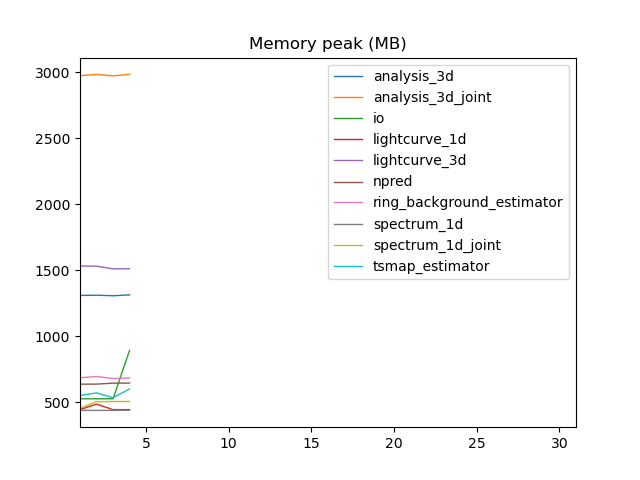 Memory peak (MB)
3000
2500
2000
1500
1000
500
5
10
15
20
25
30
analysis_3d
analysis_3d_joint
io
lightcurve_1d
lightcurve_3d
npred
ring_background_estimator
spectrum_1d
spectrum_1d_joint
tsmap_estimator